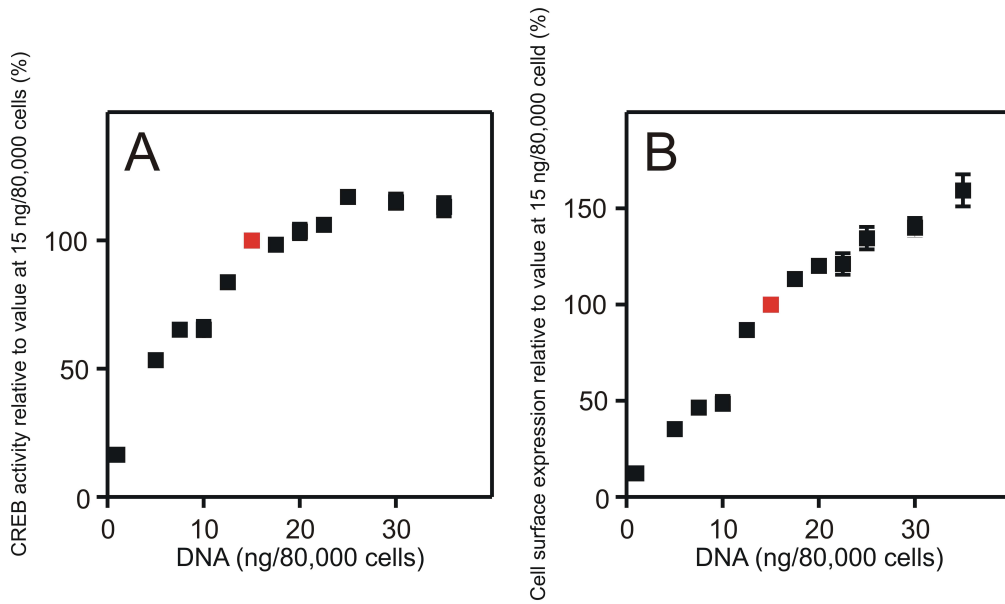 CREB activity relative to value at 15 ng/80,000 cells (%)
A
100
50
0
0 10 20 30
DNA (ng/80,000 cells)
Cell surface expression relative to value at 15 ng/80,000 celld (%)
B
150
100
50
0
0 10 20 30
DNA (ng/80,000 cells)